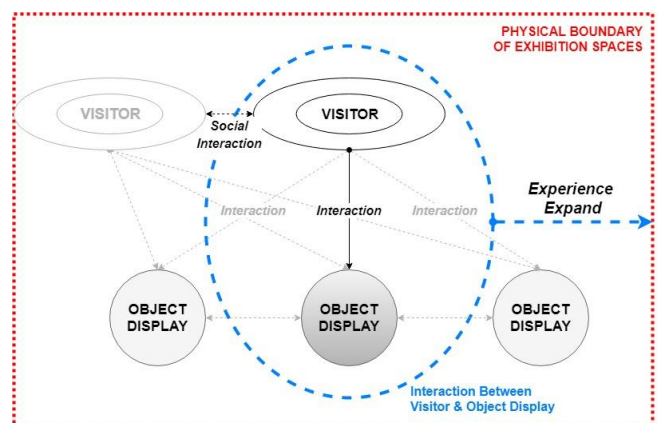 PHYSICAL BOUNDARY
OF EXHIBITION SPACES
VISITOR
VISITOR
Social
Interaction
Experience
Expand
Interaction
Interaction
Interaction
OBJECT
DISPLAY
OBJECT
DISPLAY
OBJECT
DISPLAY
Interaction Between
Visitor & Object Display